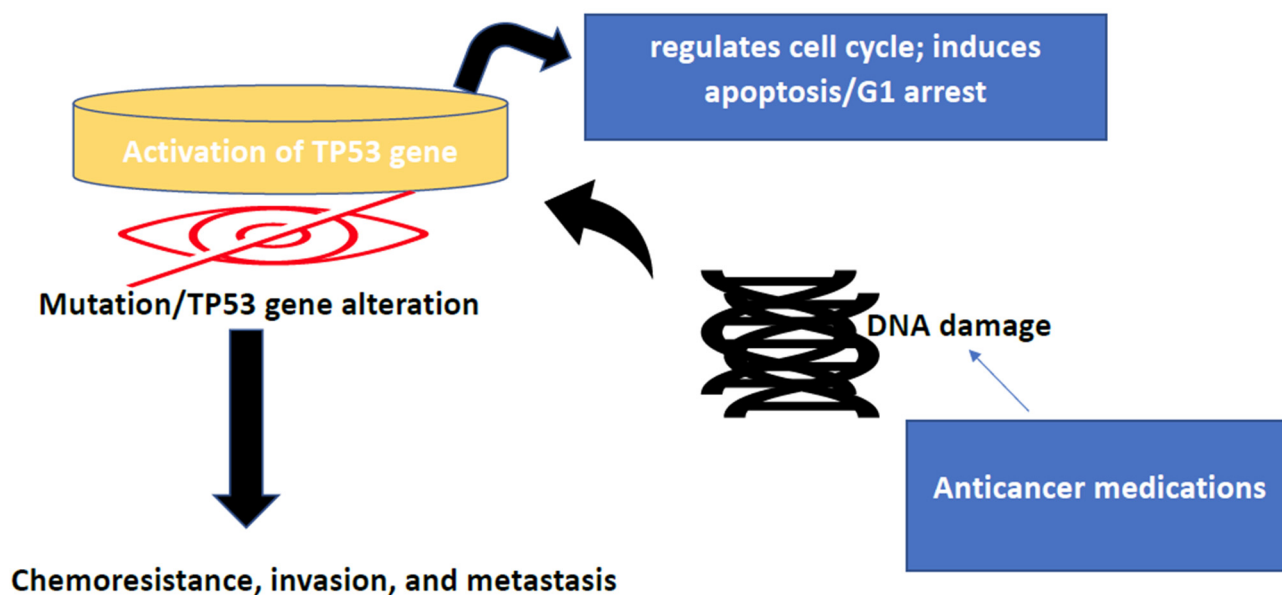 regulates cell cycle; induces
apoptosis/G1 arrest
Activation of TP53 gene
Mutation/TP53 gene alteration
DNA damage
Anticancer medications
Chemoresistance, invasion, and metastasis